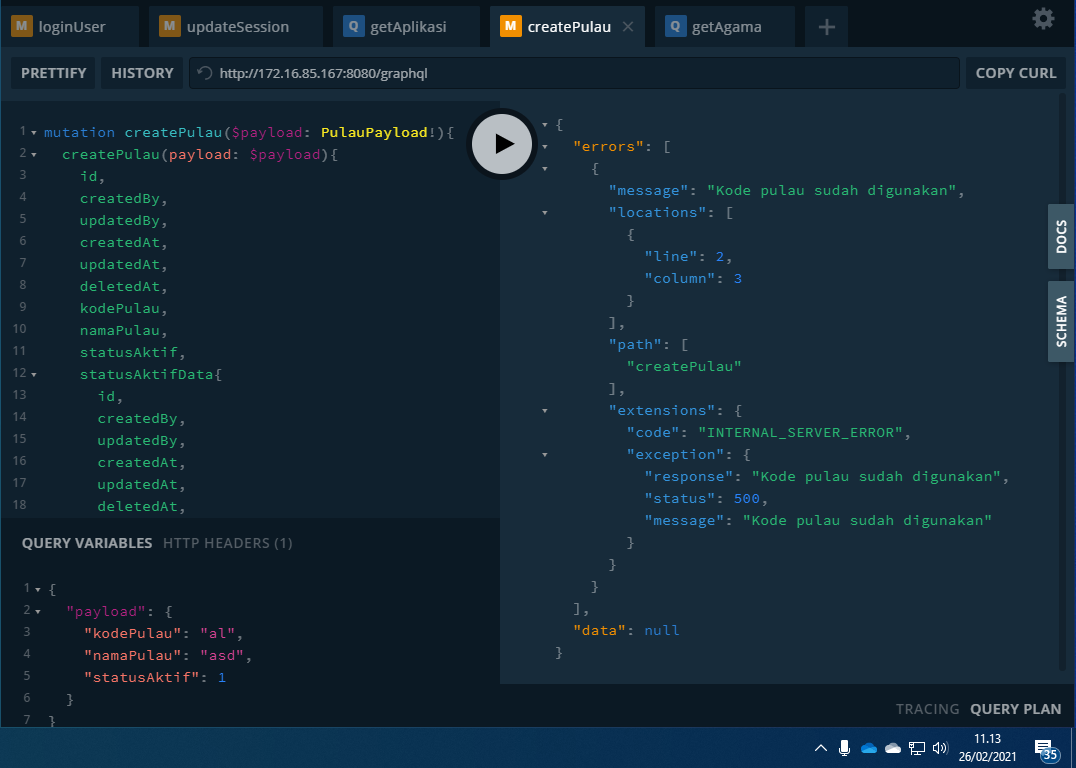 M loginUser
M updateSession
Q getAplikasi
M createPulau
Q getAgama
PRETTIFY
HISTORY
http://172.16.85.167:8080/graphql
COPY CURL
1 mutation createPulau($payload: PulauPayload!){
2 createPulau(payload: $payload){
3 id,
4 createdBy,
5 updatedBy,
6 createdAt,
7 updatedAt,
8 deletedAt,
9 kodePulau,
10 namaPulau,
11 statusAktif,
12 statusAktifData{
13 id,
14 createdBy,
15 updatedBy,
16 createdAt,
17 updatedAt,
18 deletedAt,
QUERY VARIABLES HTTP HEADERS (1)
1 {
2 "payload": {
3 "kodePulau": "al",
4 "namaPulau": "asd",
5 "statusAktif": 1
6 }
7 }
{
"errors": [
{
"message": "Kode pulau sudah digunakan",
"locations": [
{
"line": 2,
"column": 3
}
],
"path": [
"createPulau"
],
"extensions": {
"code": "INTERNAL_SERVER_ERROR",
"exception": {
"response": "Kode pulau sudah digunakan",
"status": 500,
"message": "Kode pulau sudah digunakan"
}
}
}
],
"data": null
}
DOCS
SCHEMA
TRACING QUERY PLAN
11.13
26/02/2021
35